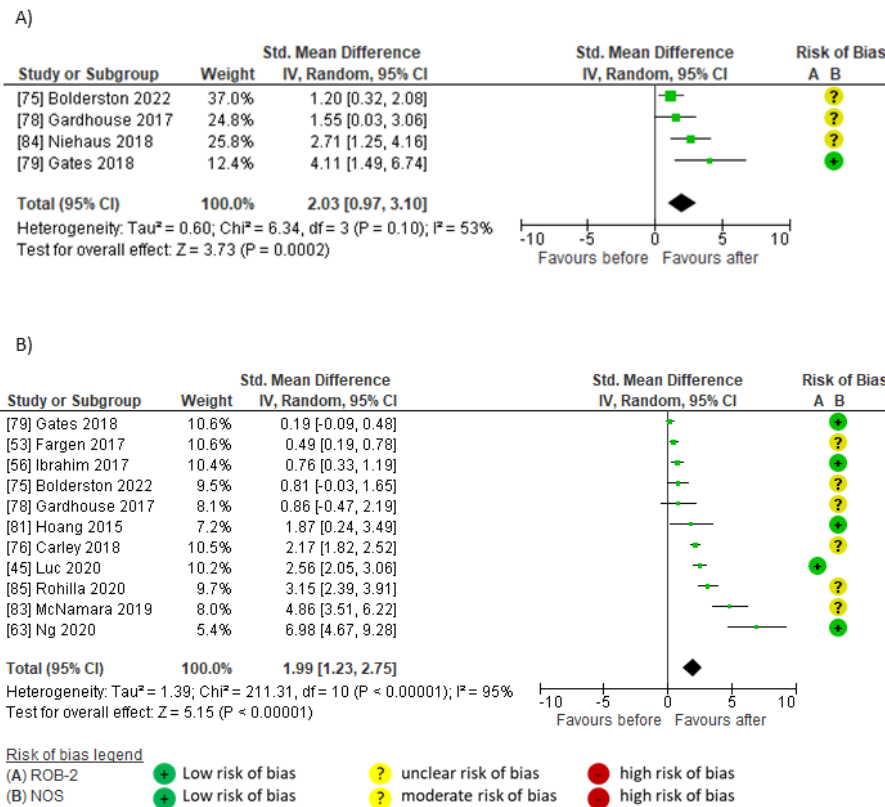 A)
Std. Mean Difference Std. Mean Difference Risk of Bias
Study or Subgroup Weight IV, Random, 95% CI IV, Random, 95% CI A B
[75] Bolderston 2022 37.0% 1.20 [0.32, 2.08] ?
[78] Gardhouse 2017 24.8% 1.55 [0.03, 3.06] ?
[84] Niehaus 2018 25.8% 2.71 [1.25, 4.16] ?
[79] Gates 2018 12.4% 4.11 [1.49, 6.74] +
Total (95% CI) 100.0% 2.03 [0.97, 3.10]
Heterogeneity: Tau² = 0.60; Chi² = 6.34, df = 3 (P = 0.10); I² = 53%
Test for overall effect: Z = 3.73 (P = 0.0002)
-10 -5 0 5 10
Favours before Favours after
B)
Std. Mean Difference Std. Mean Difference Risk of Bias
Study or Subgroup Weight IV, Random, 95% CI IV, Random, 95% CI A B
[79] Gates 2018 10.6% 0.19 [-0.09, 0.48] +
[53] Fargen 2017 10.6% 0.49 [0.19, 0.78] ?
[56] Ibrahim 2017 10.4% 0.76 [0.33, 1.19] +
[75] Bolderston 2022 9.5% 0.81 [-0.03, 1.65] ?
[78] Gardhouse 2017 8.1% 0.86 [-0.47, 2.19] ?
[81] Hoang 2015 7.2% 1.87 [0.24, 3.49] +
[76] Carley 2018 10.5% 2.17 [1.82, 2.52] ?
[45] Luc 2020 10.2% 2.56 [2.05, 3.06] +
[85] Rohilla 2020 9.7% 3.15 [2.39, 3.91] ?
[83] McNamara 2019 8.0% 4.86 [3.51, 6.22] ?
[63] Ng 2020 5.4% 6.98 [4.67, 9.28] +
Total (95% CI) 100.0% 1.99 [1.23, 2.75]
Heterogeneity: Tau² = 1.39; Chi² = 211.31, df = 10 (P < 0.00001); I² = 95%
Test for overall effect: Z = 5.15 (P < 0.00001)
-10 -5 0 5 10
Favours before Favours after
Risk of bias legend
(A) ROB-2 + Low risk of bias ? unclear risk of bias - high risk of bias
(B) NOS + Low risk of bias ? moderate risk of bias - high risk of bias